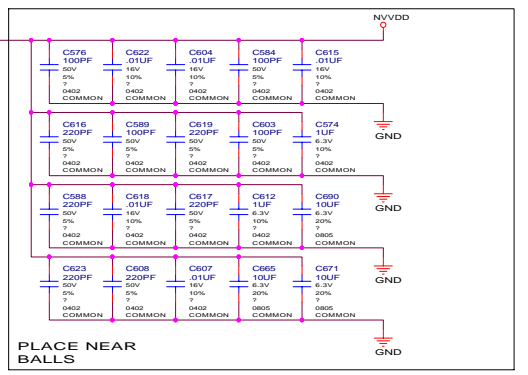 NVVDD
C576 C622 C604 C584 C615
100PF .01UF .01UF 100PF .01UF
50V 16V 16V 50V 16V
5% 10% 10% 5% 10%
? ? ? ? ?
0402 0402 0402 0402 0402
COMMON COMMON COMMON COMMON COMMON
GND
C616 C589 C619 C603 C574
220PF 100PF 220PF 100PF 1UF
50V 50V 50V 50V 6.3V
5% 5% 5% 5% 10%
? ? ? ? ?
0402 0402 0402 0402 0402
COMMON COMMON COMMON COMMON COMMON
GND
C588 C618 C617 C612 C690
220PF .01UF 220PF 1UF 10UF
50V 16V 50V 6.3V 6.3V
5% 10% 5% 10% 20%
? ? ? ? ?
0402 0402 0402 0402 0805
COMMON COMMON COMMON COMMON COMMON
GND
C623 C608 C607 C665 C671
220PF 220PF .01UF 10UF 10UF
50V 50V 16V 6.3V 6.3V
5% 5% 10% 20% 20%
? ? ? ? ?
0402 0402 0402 0805 0805
COMMON COMMON COMMON COMMON COMMON
GND
PLACE NEAR
BALLS